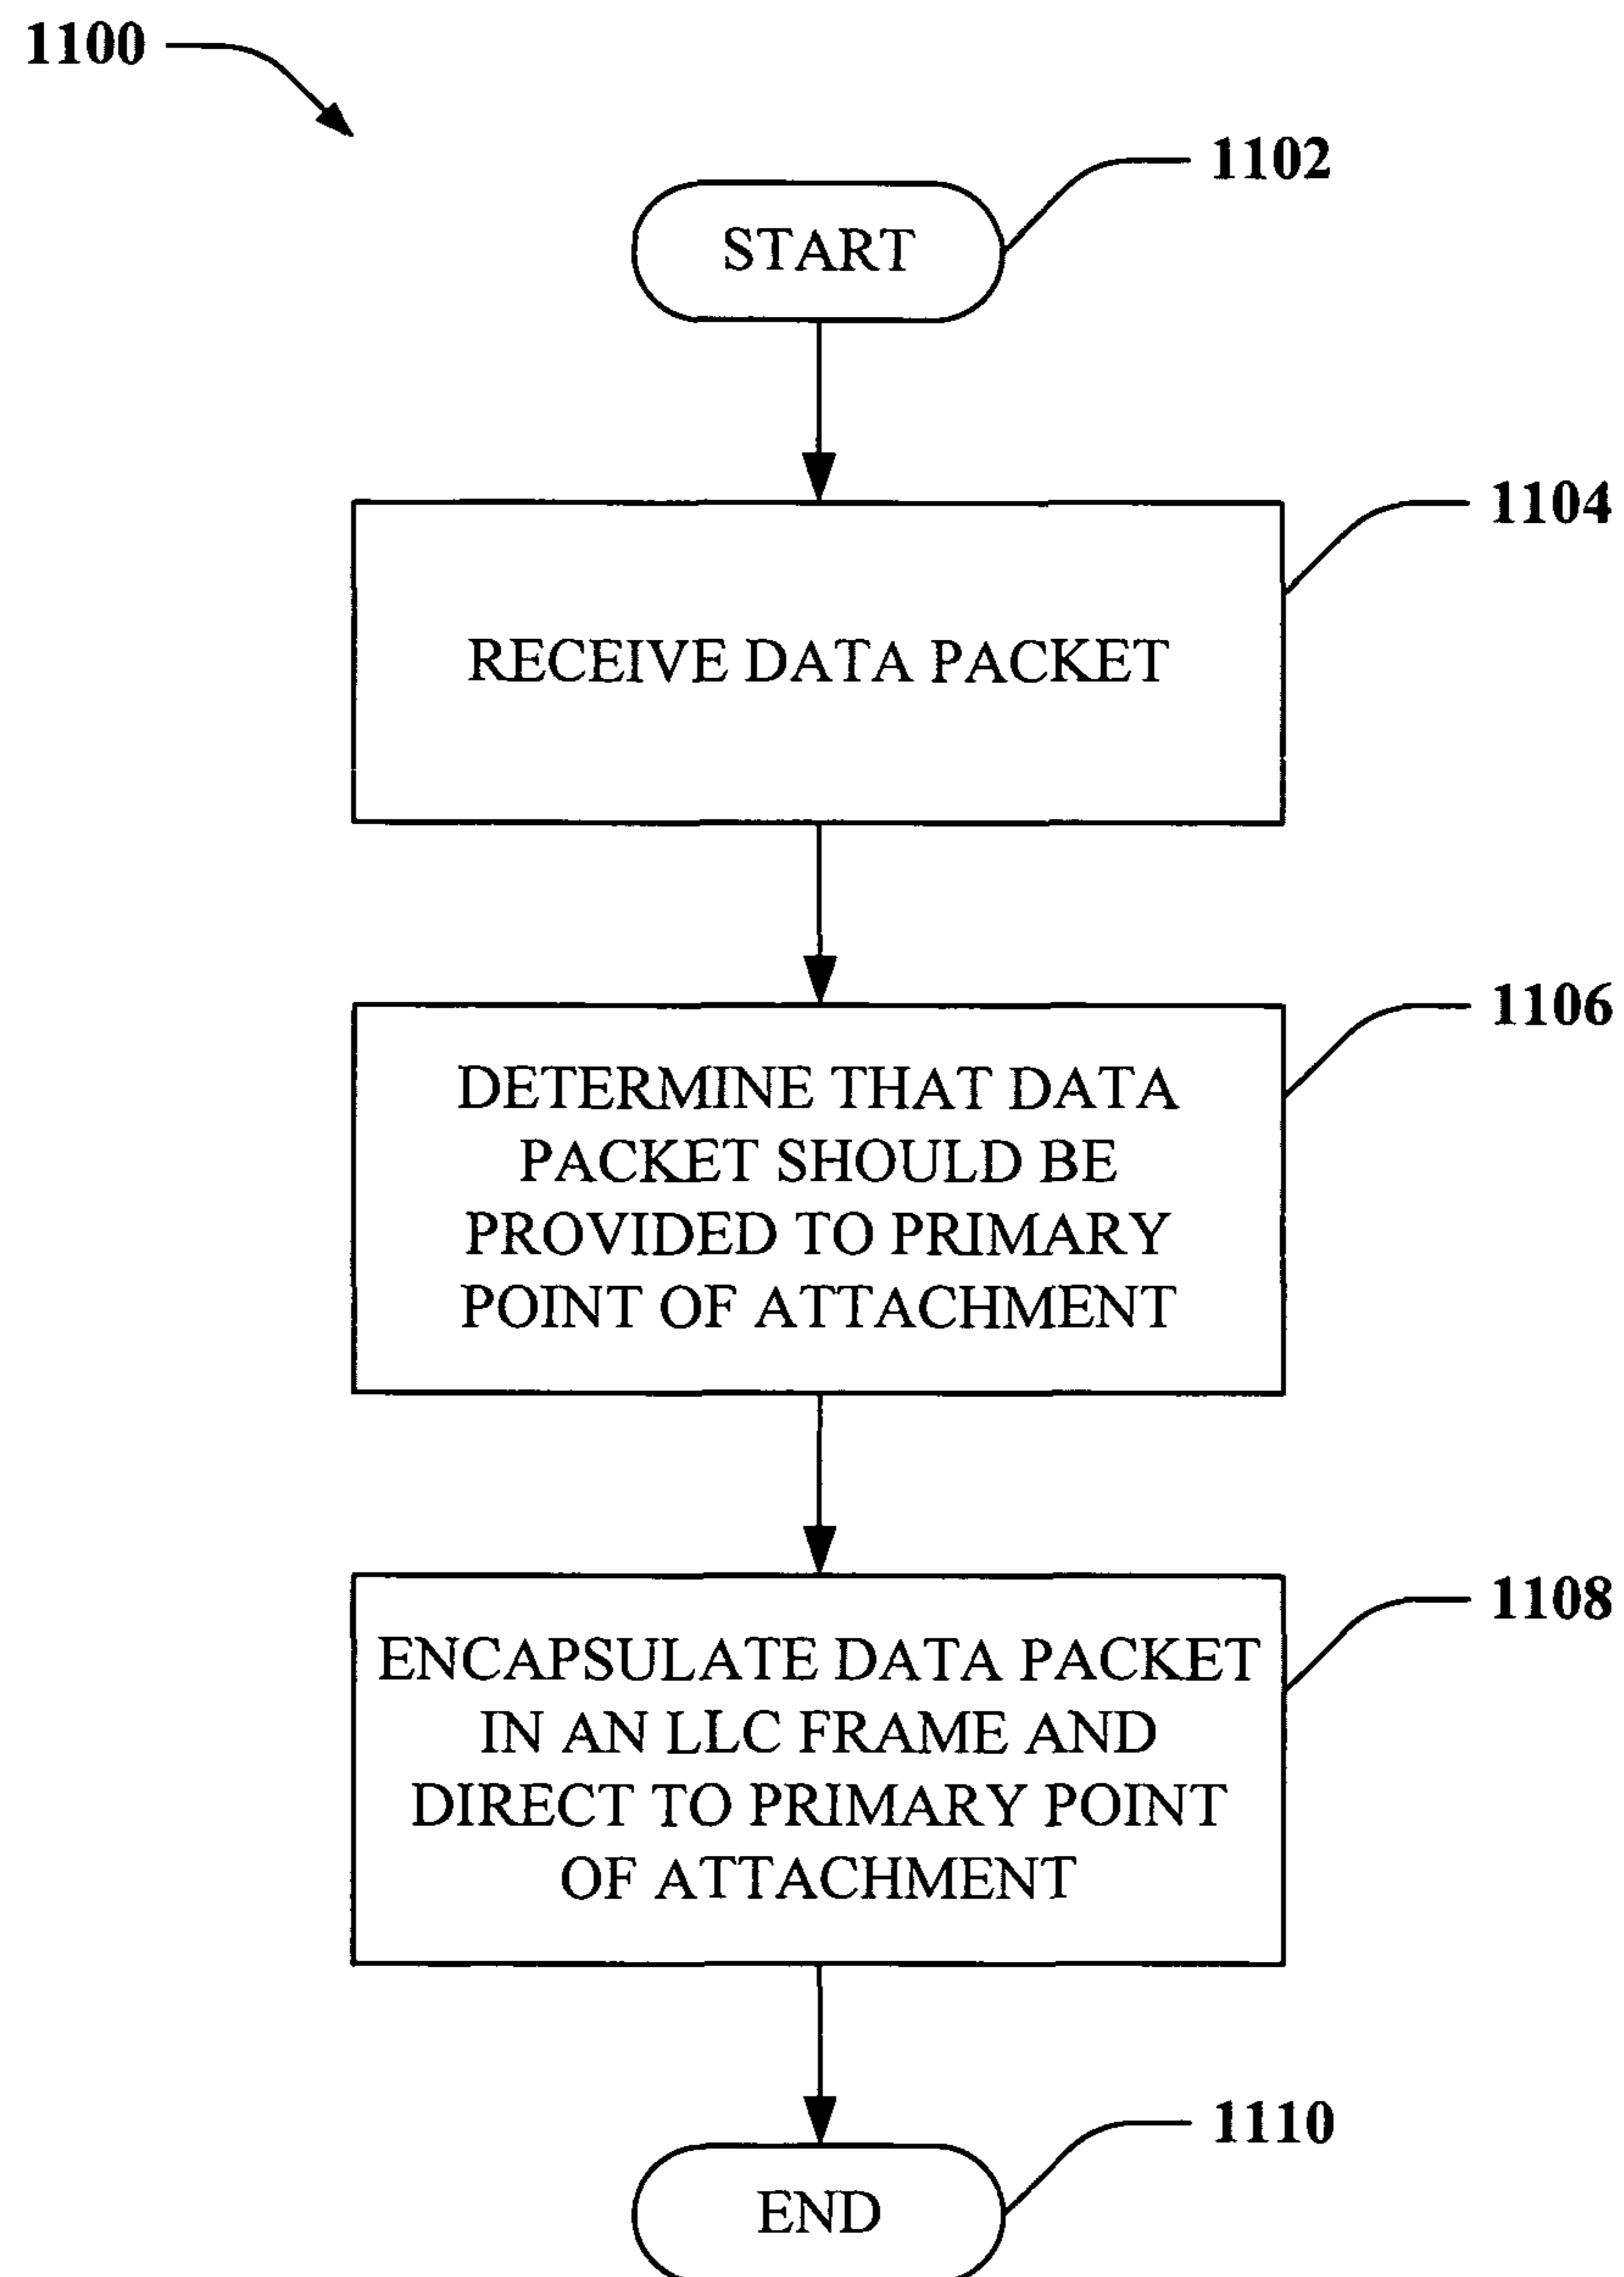 1100
1102
START
1104
RECEIVE DATA PACKET
1106
DETERMINE THAT DATA
PACKET SHOULD BE
PROVIDED TO PRIMARY
POINT OF ATTACHMENT
1108
ENCAPSULATE DATA PACKET
IN AN LLC FRAME AND
DIRECT TO PRIMARY POINT
OF ATTACHMENT
1110
END